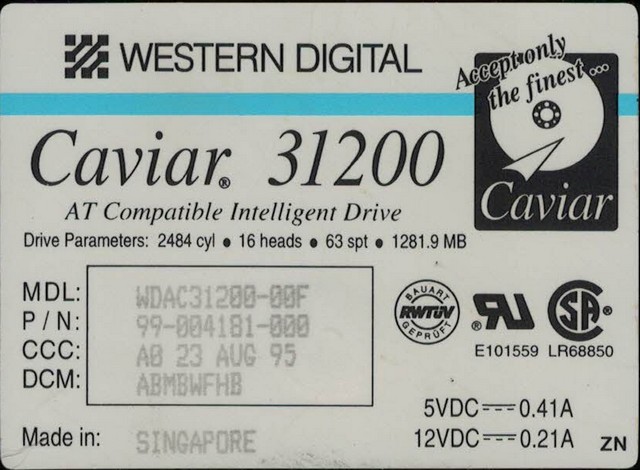 WESTERN DIGITAL
Accept only
the finest ...
Caviar® 31200
Caviar
AT Compatible Intelligent Drive
Drive Parameters: 2484 cyl • 16 heads • 63 spt • 1281.9 MB
MDL: WDAC31200-00F
P / N: 99-004181-000
CCC: A0 23 AUG 95
DCM: ABMBWFHB
BAUART
RWTÜV
GEPRÜFT
E101559 LR68850
5VDC 0.41A
12VDC 0.21A
Made in: SINGAPORE
ZN